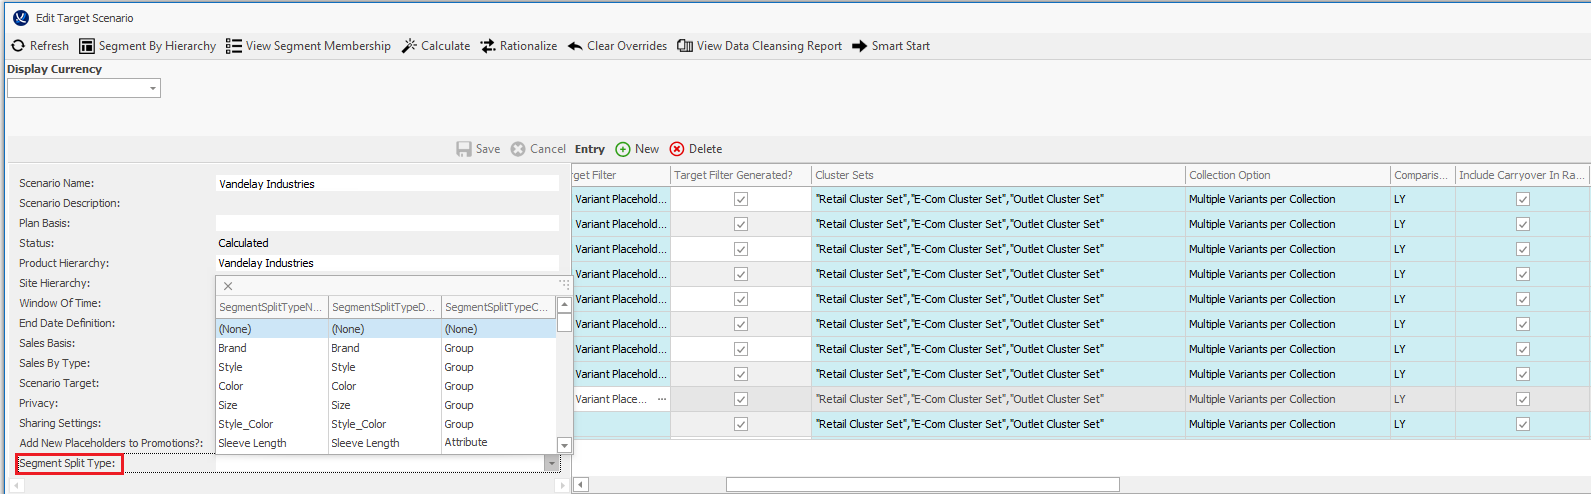 Edit Target Scenario
Refresh Segment By Hierarchy View Segment Membership Calculate Rationalize Clear Overrides View Data Cleansing Report Smart Start
Display Currency
Save Cancel Entry New Delete
Scenario Name: Vandelay Industries
Scenario Description:
Plan Basis:
Status: Calculated
Product Hierarchy: Vandelay Industries
Site Hierarchy:
Window Of Time:
End Date Definition:
Sales Basis:
Sales By Type:
Scenario Target:
Privacy:
Sharing Settings:
Add New Placeholders to Promotions?:
Segment Split Type:
SegmentSplitTypeN... SegmentSplitTypeD... SegmentSplitTypeC...
(None) (None) (None)
Brand Brand Group
Style Style Group
Color Color Group
Size Size Group
Style_Color Style_Color Group
Sleeve Length Sleeve Length Attribute
rget Filter Target Filter Generated? Cluster Sets Collection Option Comparis... Include Carryover In Ra...
Variant Placehold... "Retail Cluster Set","E-Com Cluster Set","Outlet Cluster Set" Multiple Variants per Collection LY
Variant Placehold... "Retail Cluster Set","E-Com Cluster Set","Outlet Cluster Set" Multiple Variants per Collection LY
Variant Placehold... "Retail Cluster Set","E-Com Cluster Set","Outlet Cluster Set" Multiple Variants per Collection LY
Variant Placehold... "Retail Cluster Set","E-Com Cluster Set","Outlet Cluster Set" Multiple Variants per Collection LY
Variant Placehold... "Retail Cluster Set","E-Com Cluster Set","Outlet Cluster Set" Multiple Variants per Collection LY
Variant Placehold... "Retail Cluster Set","E-Com Cluster Set","Outlet Cluster Set" Multiple Variants per Collection LY
Variant Placehold... "Retail Cluster Set","E-Com Cluster Set","Outlet Cluster Set" Multiple Variants per Collection LY
Variant Placehold... "Retail Cluster Set","E-Com Cluster Set","Outlet Cluster Set" Multiple Variants per Collection LY
Variant Place... ... "Retail Cluster Set","E-Com Cluster Set","Outlet Cluster Set" Multiple Variants per Collection LY
"Retail Cluster Set","E-Com Cluster Set","Outlet Cluster Set" Multiple Variants per Collection LY